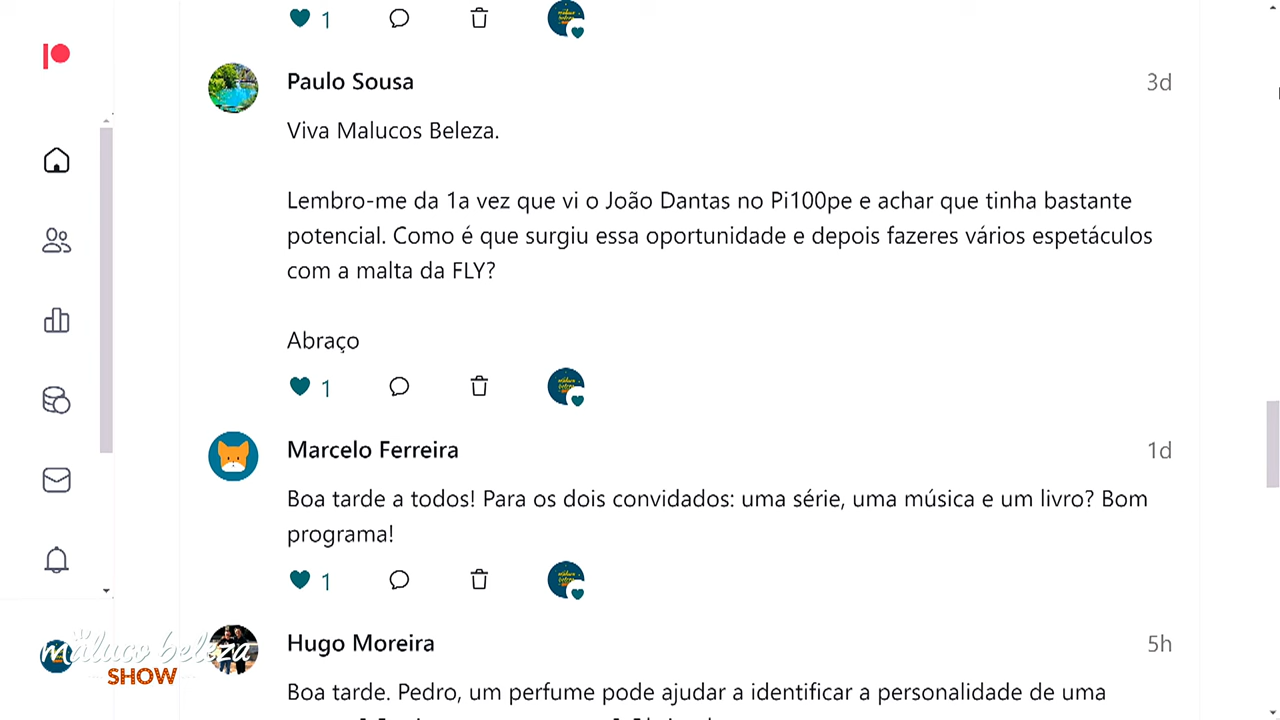 1
Paulo Sousa
3d
Viva Malucos Beleza.
Lembro-me da 1a vez que vi o João Dantas no Pi100pe e achar que tinha bastante
potencial. Como é que surgiu essa oportunidade e depois fazeres vários espetáculos
com a malta da FLY?
Abraço
1
Marcelo Ferreira
1d
Boa tarde a todos! Para os dois convidados: uma série, uma música e um livro? Bom
programa!
1
Hugo Moreira
5h
maluco beleza
SHOW
Boa tarde. Pedro, um perfume pode ajudar a identificar a personalidade de uma